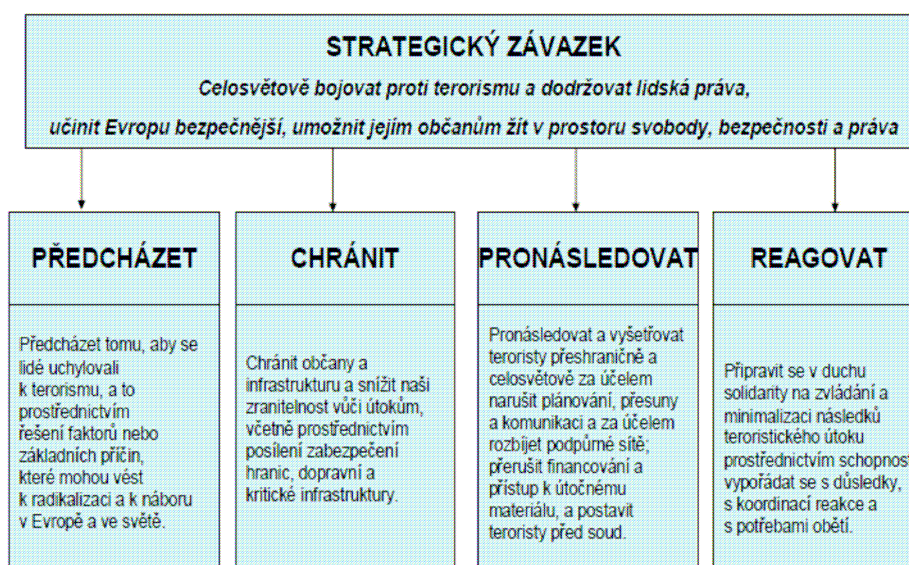 STRATEGICKÝ ZÁVAZEK
Celosvětově bojovat proti terorismu a dodržovat lidská práva,
učinit Evropu bezpečnější, umožnit jejím občanům žít v prostoru svobody, bezpečnosti a práva
PŘEDCHÁZET
Předcházet tomu, aby se
lidé uchylovali
k terorismu, a to
prostřednictvím
řešení faktorů nebo
základních příčin,
které mohou vést
k radikalizaci a k náboru
v Evropě a ve světě.
CHRÁNIT
Chránit občany a
infrastrukturu a snížit naši
zranitelnost vůči útokům,
včetně prostřednictvím
posílení zabezpečení
hranic, dopravní a
kritické infrastruktury.
PRONÁSLEDOVAT
Pronásledovat a vyšetřovat
teroristy přeshraničně a
celosvětově za účelem
narušit plánování, přesuny
a komunikaci a za účelem
rozbíjet podpůrné sítě;
přerušit financování a
přístup k útočnému
materiálu, a postavit
teroristy před soud.
REAGOVAT
Připravit se v duchu
solidarity na zvládání a
minimalizaci následků
teroristického útoku
prostřednictvím schopnost
vypořádat se s důsledky,
s koordinací reakce a
s potřebami obětí.